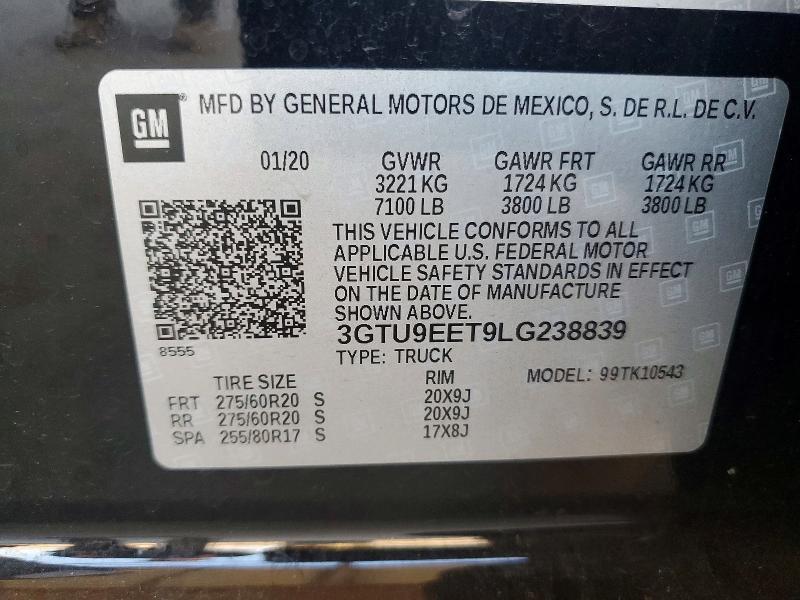 GM® MFD BY GENERAL MOTORS DE MEXICO, S. DE R.L. DE C.V.
01/20 GVWR GAWR FRT GAWR RR
3221 KG 1724 KG 1724 KG
7100 LB 3800 LB 3800 LB
THIS VEHICLE CONFORMS TO ALL
APPLICABLE U.S. FEDERAL MOTOR
VEHICLE SAFETY STANDARDS IN EFFECT
ON THE DATE OF MANUFACTURE
SHOWN ABOVE.
3GTU9EET9LG238839
8555
TYPE: TRUCK
TIRE SIZE RIM MODEL: 99TK10543
FRT 275/60R20 S 20X9J
RR 275/60R20 S 20X9J
SPA 255/80R17 S 17X8J